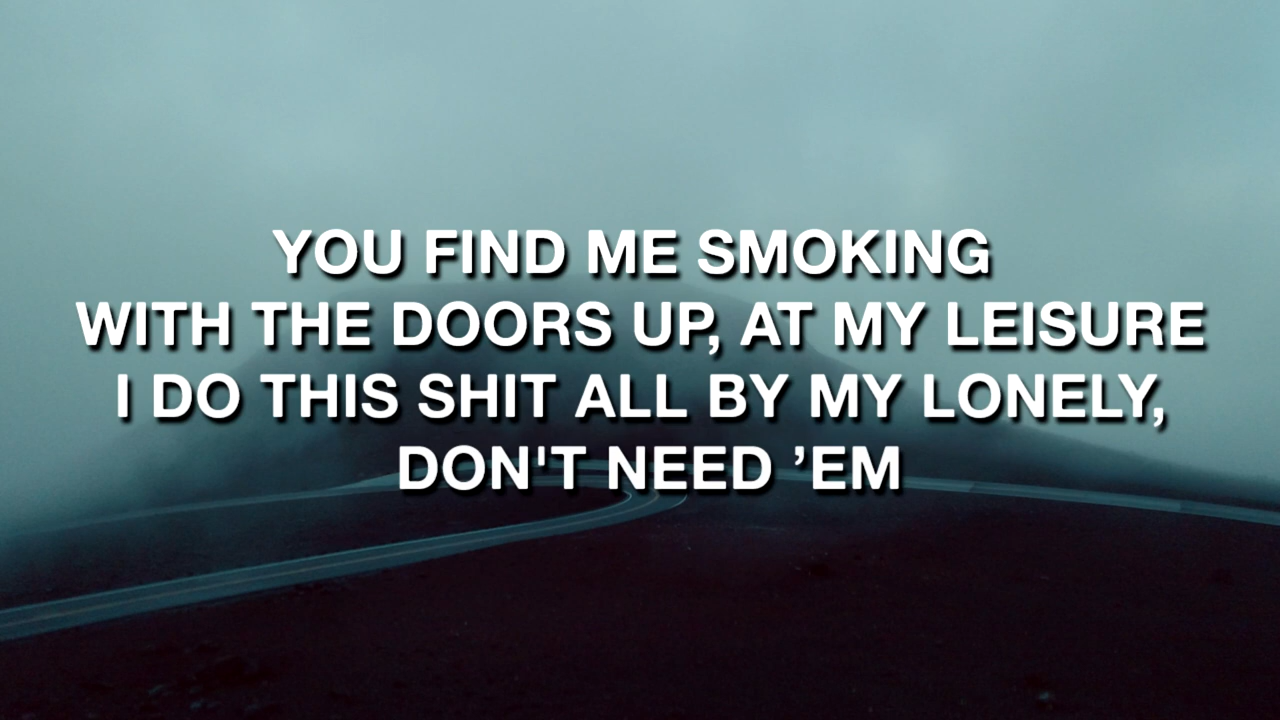 YOU FIND ME SMOKING
WITH THE DOORS UP, AT MY LEISURE
I DO THIS SHIT ALL BY MY LONELY,
DON'T NEED ’EM